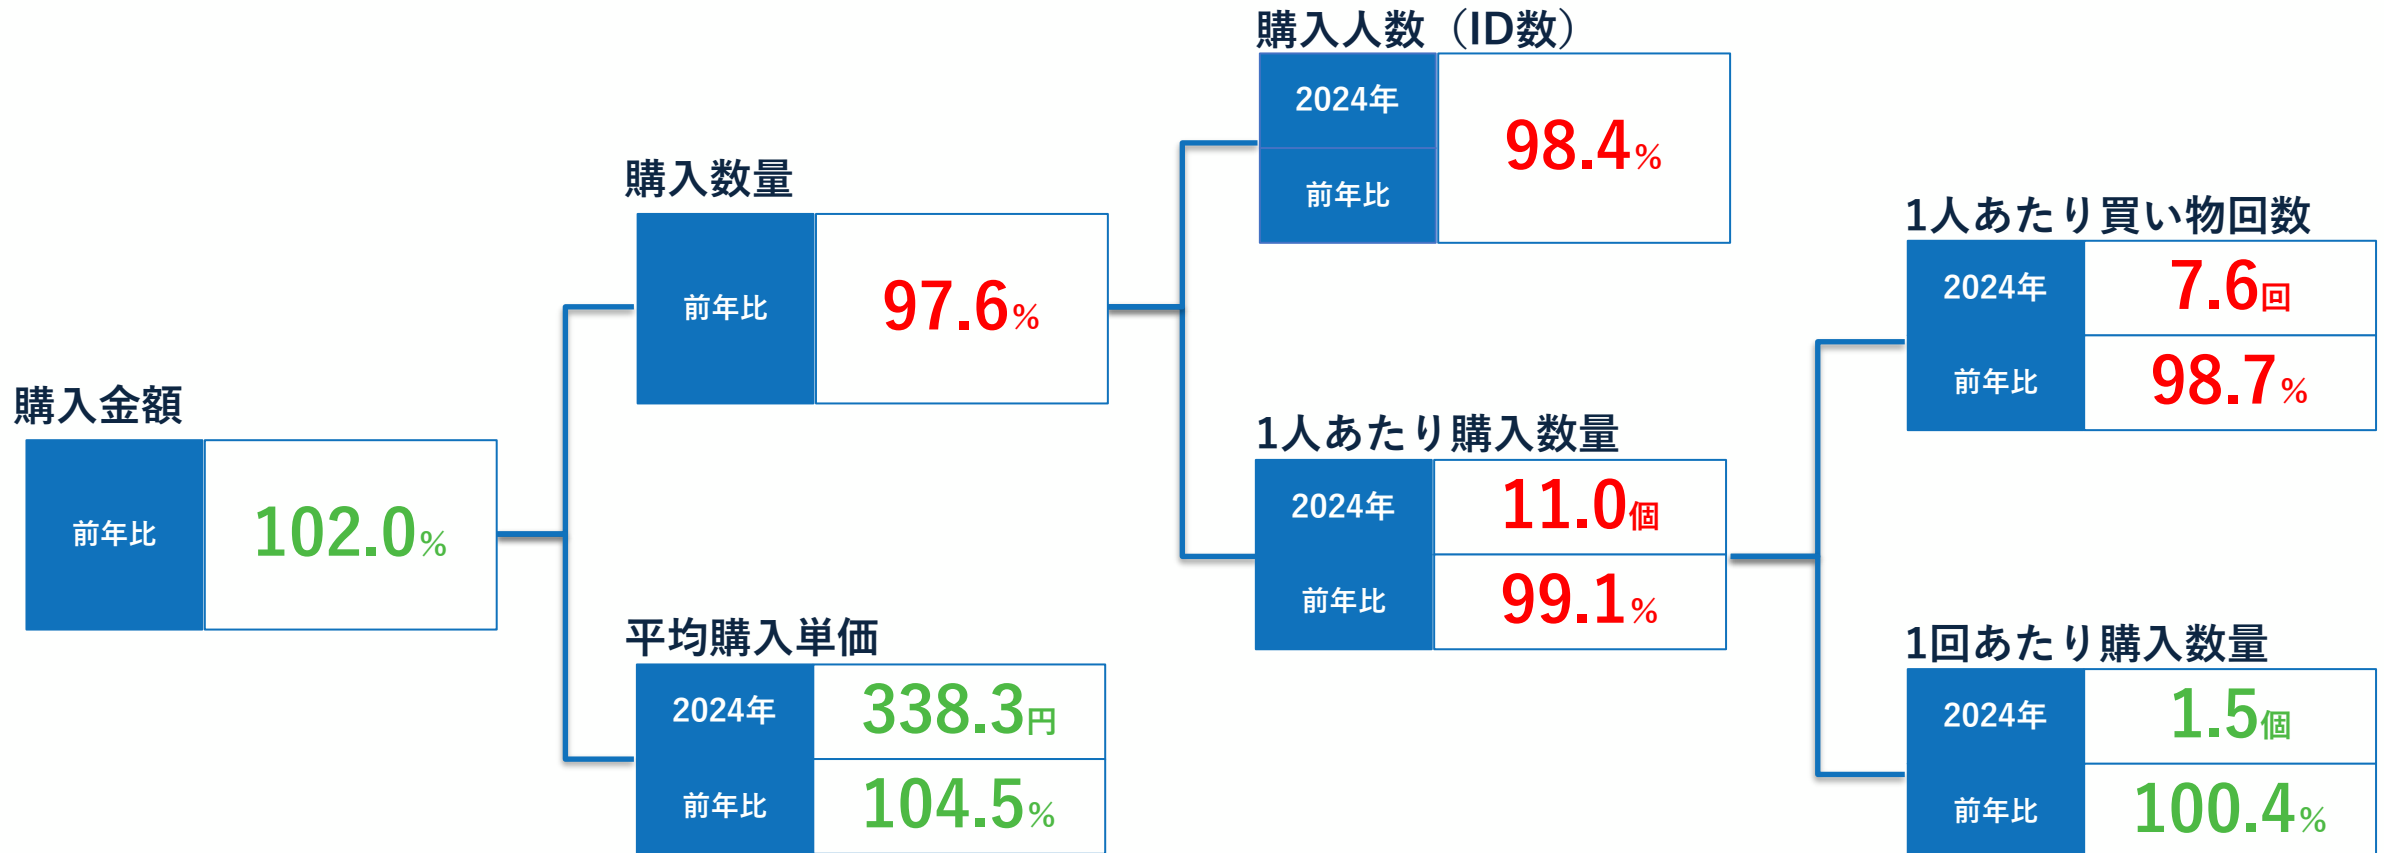 購入金額
前年比
102.0%
購入数量
前年比
97.6%
平均購入単価
2024年
338.3円
前年比
104.5%
購入人数（ID数）
2024年
前年比
98.4%
1人あたり購入数量
2024年
11.0個
前年比
99.1%
1人あたり買い物回数
2024年
7.6回
前年比
98.7%
1回あたり購入数量
2024年
1.5個
前年比
100.4%